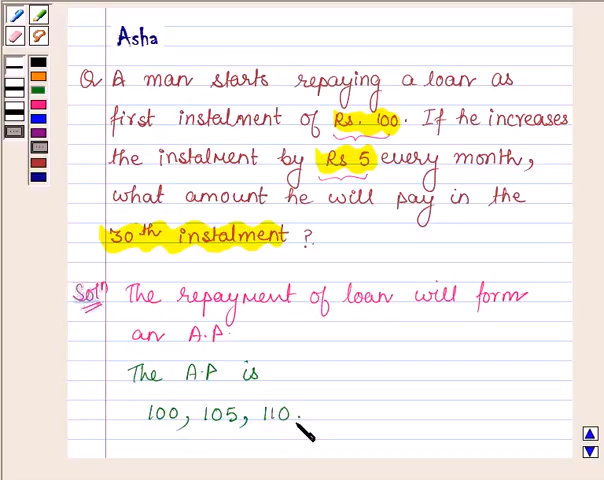 Asha
Q A man starts repaying a loan as
first instalment of Rs. 100. If he increases
the instalment by Rs 5 every month,
what amount he will pay in the
30th instalment ?
Soln The repayment of loan will form
an A.P.
The A.P is
100, 105, 110.